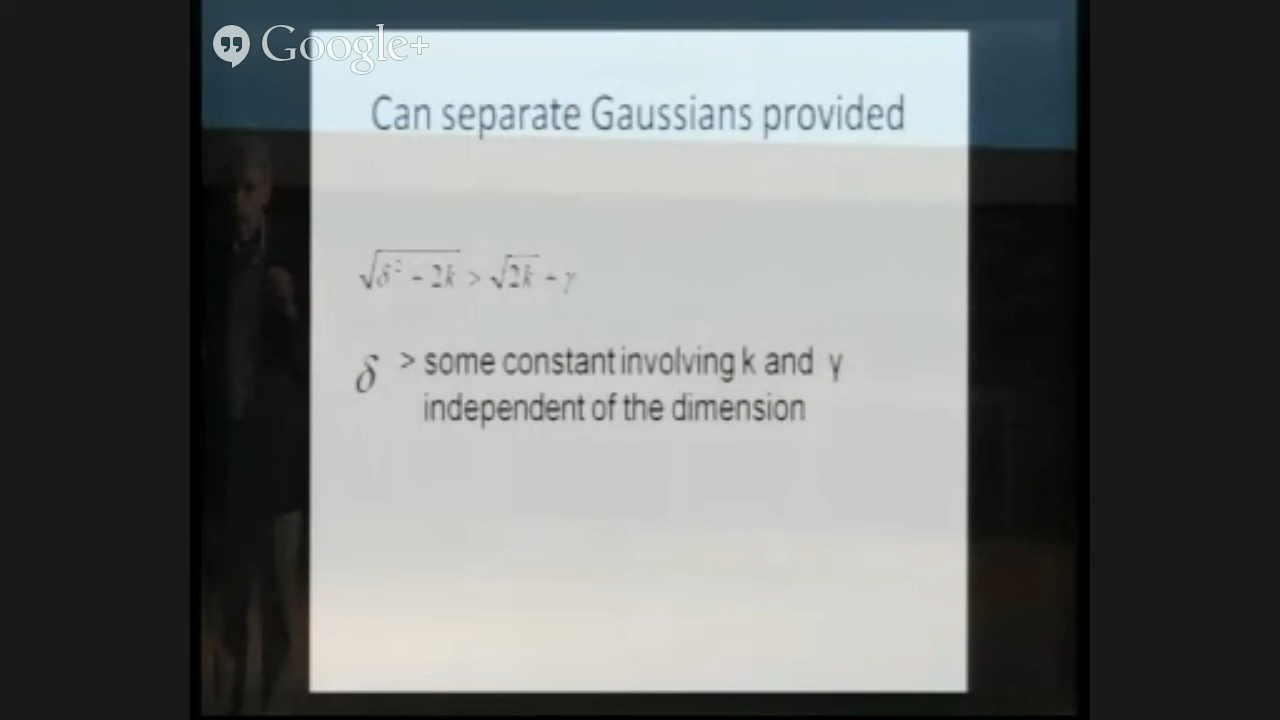 Google+
Can separate Gaussians provided
√δ² + 2k > √2k + γ
δ > some constant involving k and γ
independent of the dimension